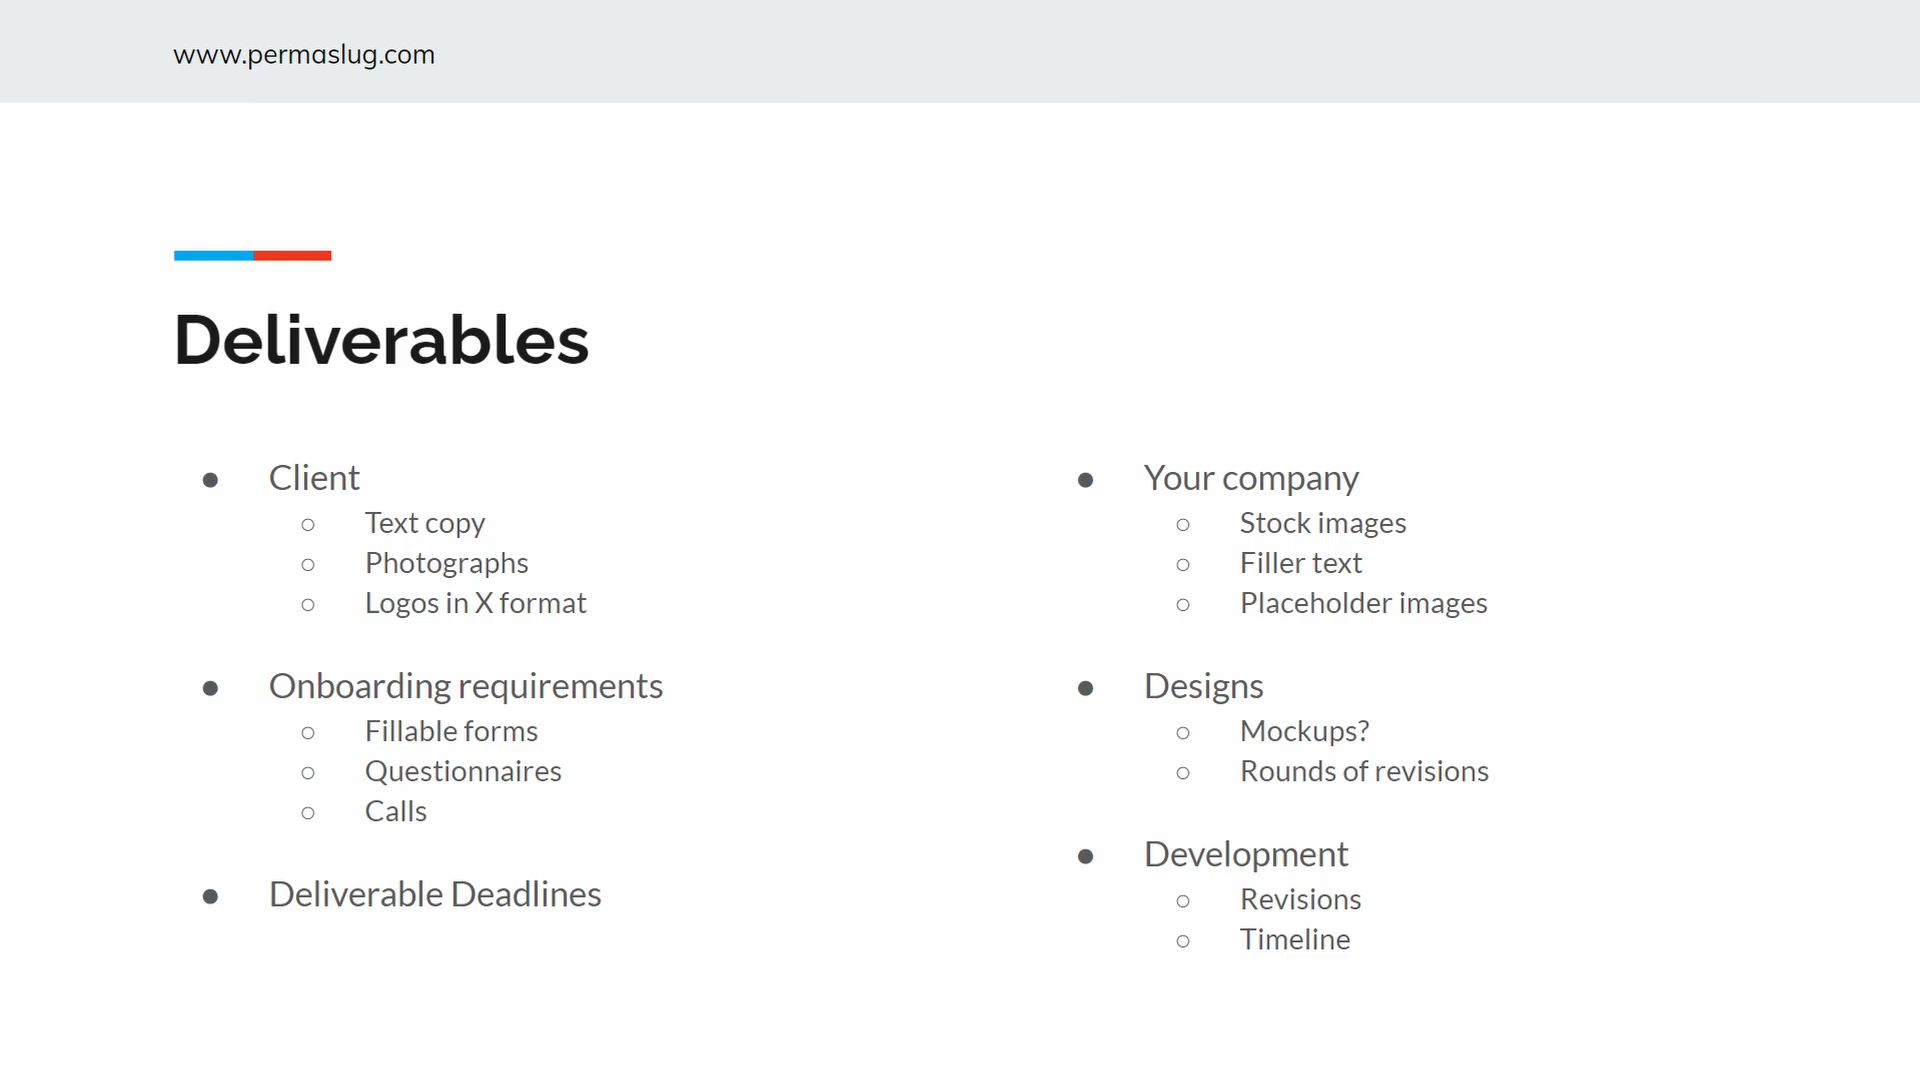 www.permaslug.com
Deliverables
● Client
○ Text copy
○ Photographs
○ Logos in X format
● Onboarding requirements
○ Fillable forms
○ Questionnaires
○ Calls
● Deliverable Deadlines
● Your company
○ Stock images
○ Filler text
○ Placeholder images
● Designs
○ Mockups?
○ Rounds of revisions
● Development
○ Revisions
○ Timeline